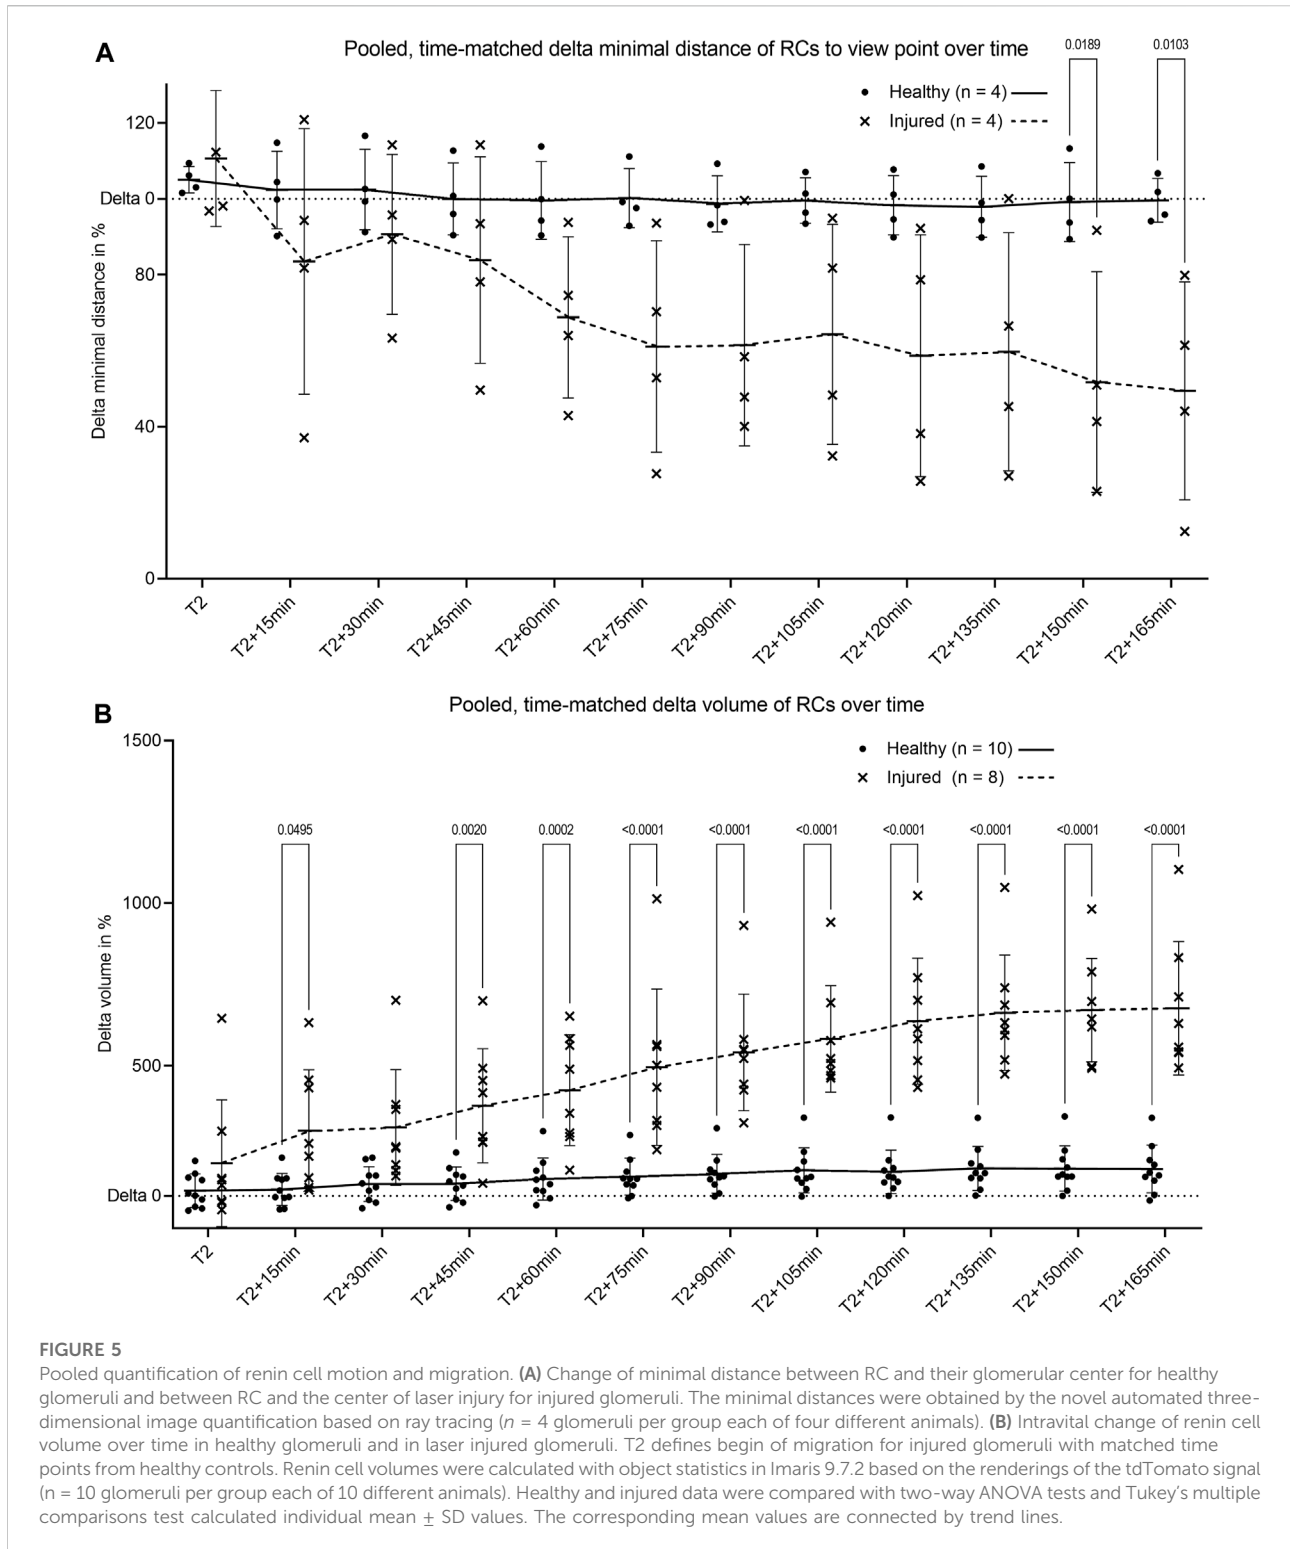 A
Pooled, time-matched delta minimal distance of RCs to view point over time
0.0189
0.0103
Healthy (n = 4)
Injured (n = 4)
120
Delta 0
80
40
0
Delta minimal distance in %
T2
T2+15min
T2+30min
T2+45min
T2+60min
T2+75min
T2+90min
T2+105min
T2+120min
T2+135min
T2+150min
T2+165min
B
Pooled, time-matched delta volume of RCs over time
1500
Healthy (n = 10)
Injured (n = 8)
0.0495
0.0020
0.0002
<0.0001
<0.0001
<0.0001
<0.0001
<0.0001
<0.0001
<0.0001
1000
500
Delta 0
Delta volume in %
T2
T2+15min
T2+30min
T2+45min
T2+60min
T2+75min
T2+90min
T2+105min
T2+120min
T2+135min
T2+150min
T2+165min
FIGURE 5
Pooled quantification of renin cell motion and migration. (A) Change of minimal distance between RC and their glomerular center for healthy
glomeruli and between RC and the center of laser injury for injured glomeruli. The minimal distances were obtained by the novel automated three-
dimensional image quantification based on ray tracing (n = 4 glomeruli per group each of four different animals). (B) Intravital change of renin cell
volume over time in healthy glomeruli and in laser injured glomeruli. T2 defines begin of migration for injured glomeruli with matched time
points from healthy controls. Renin cell volumes were calculated with object statistics in Imaris 9.7.2 based on the renderings of the tdTomato signal
(n = 10 glomeruli per group each of 10 different animals). Healthy and injured data were compared with two-way ANOVA tests and Tukey's multiple
comparisons test calculated individual mean ± SD values. The corresponding mean values are connected by trend lines.